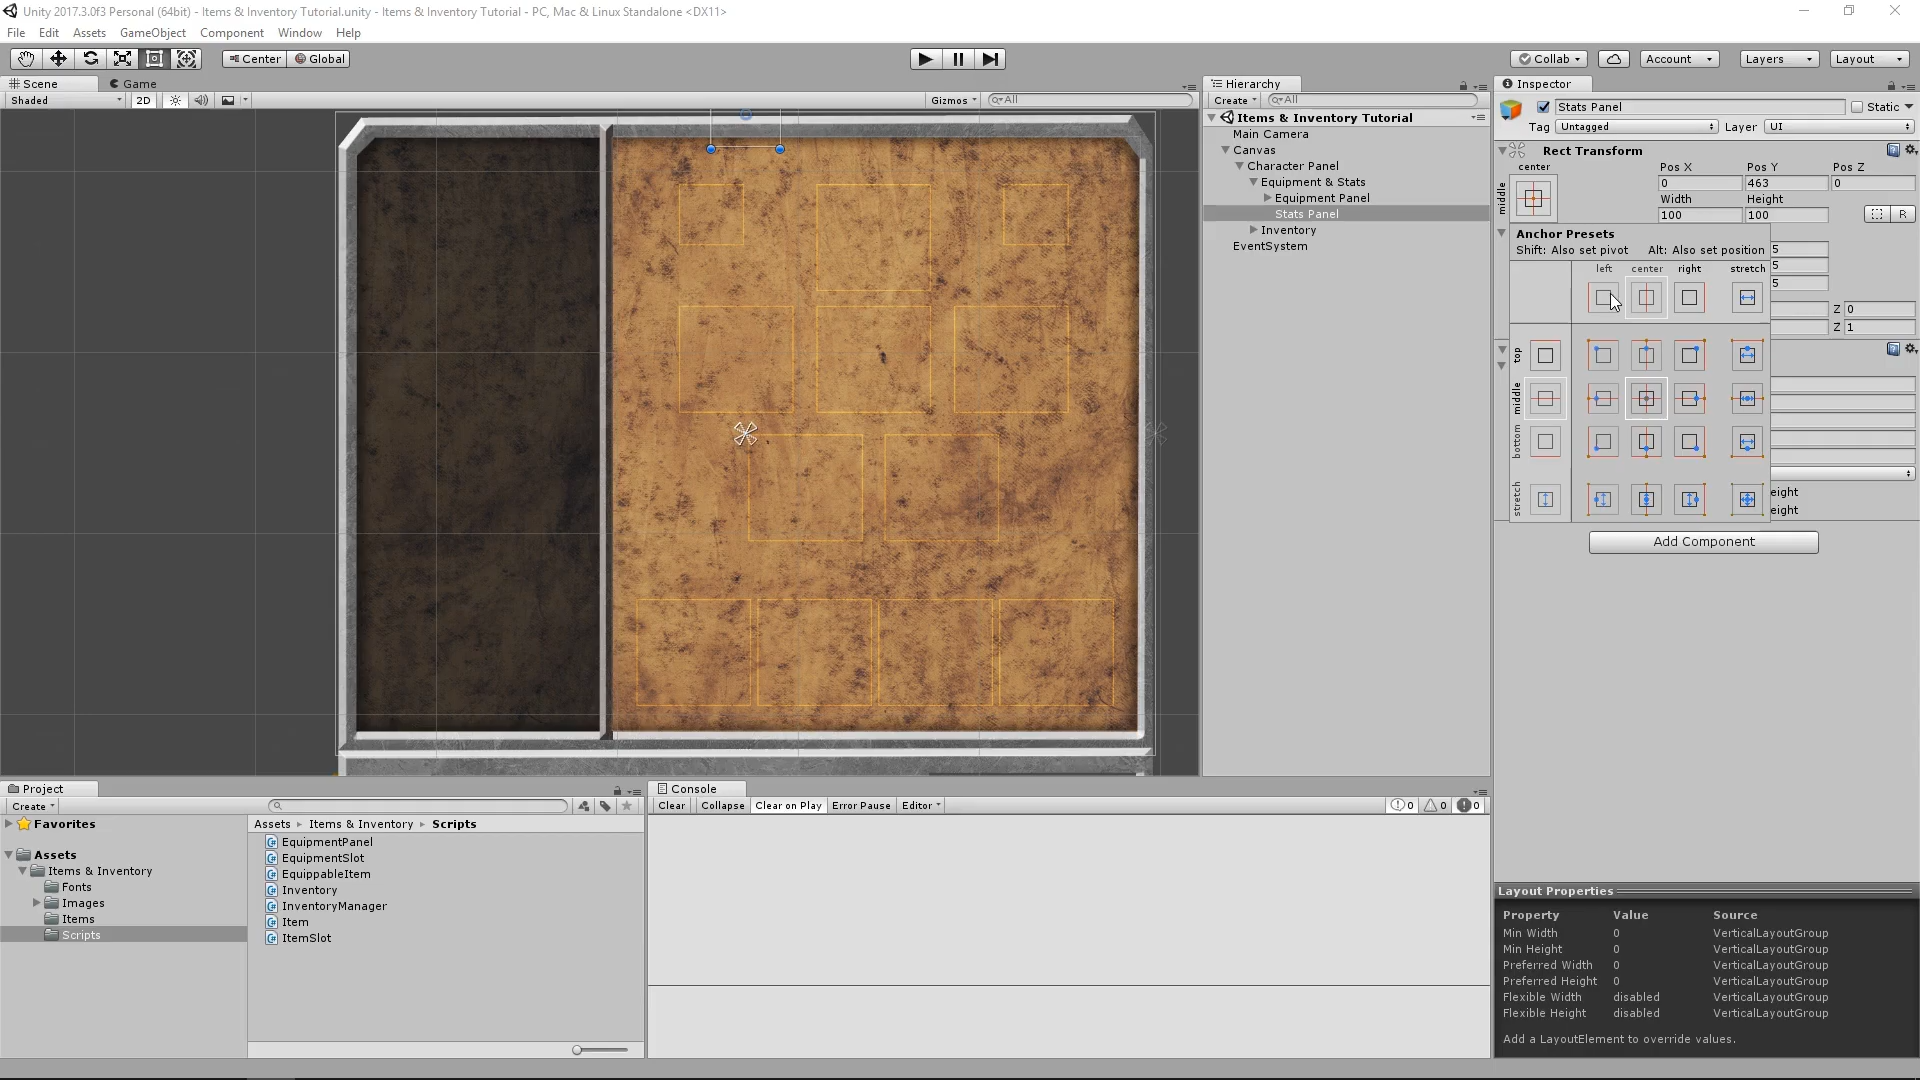 Unity 2017.3.0f3 Personal (64bit) - Items & Inventory Tutorial.unity - Items & Inventory Tutorial - PC, Mac & Linux Standalone <DX11>
File Edit Assets GameObject Component Window Help
Center Global
Collab Account Layers Layout
Scene Game
Shaded 2D Gizmos All
Hierarchy
Create All
Items & Inventory Tutorial
Main Camera
Canvas
Character Panel
Equipment & Stats
Equipment Panel
Stats Panel
Inventory
EventSystem
Inspector
Stats Panel Static
Tag Untagged Layer UI
Rect Transform
center Pos X Pos Y Pos Z
middle 0 463 0
Width Height
100 100 R
Anchor Presets
Shift: Also set pivot Alt: Also set position 5
left center right stretch 5
5
Z 0
Z 1
top
middle
bottom
stretch
eight
eight
Add Component
Project
Create
Favorites
Assets
Items & Inventory
Fonts
Images
Items
Scripts
Assets Items & Inventory Scripts
EquipmentPanel
EquipmentSlot
EquippableItem
Inventory
InventoryManager
Item
ItemSlot
Console
Clear Collapse Clear on Play Error Pause Editor 0 0 0
Layout Properties
Property Value Source
Min Width 0 VerticalLayoutGroup
Min Height 0 VerticalLayoutGroup
Preferred Width 0 VerticalLayoutGroup
Preferred Height 0 VerticalLayoutGroup
Flexible Width disabled VerticalLayoutGroup
Flexible Height disabled VerticalLayoutGroup
Add a LayoutElement to override values.